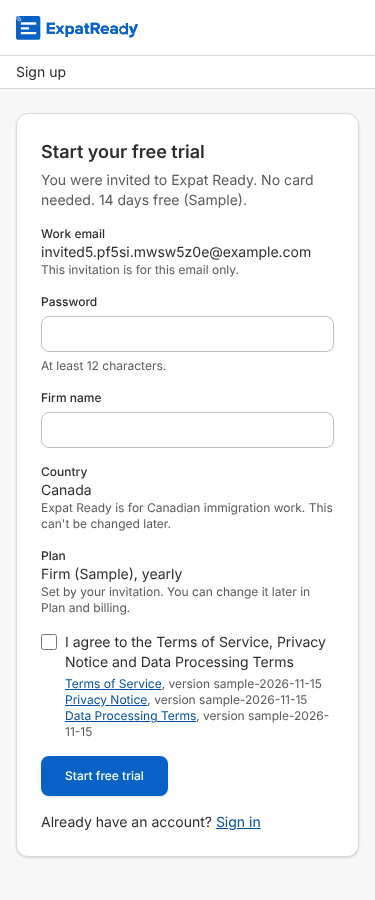 ExpatReady
Sign up
Start your free trial
You were invited to Expat Ready. No card
needed. 14 days free (Sample).
Work email
invited5.pf5si.mwsw5z0e@example.com
This invitation is for this email only.
Password
At least 12 characters.
Firm name
Country
Canada
Expat Ready is for Canadian immigration work. This
can't be changed later.
Plan
Firm (Sample), yearly
Set by your invitation. You can change it later in
Plan and billing.
I agree to the Terms of Service, Privacy
Notice and Data Processing Terms
Terms of Service, version sample-2026-11-15
Privacy Notice, version sample-2026-11-15
Data Processing Terms, version sample-2026-
11-15
Start free trial
Already have an account? Sign in